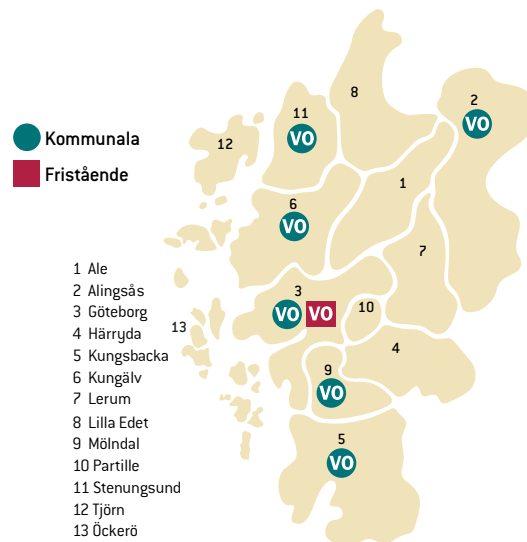 8
2
11
VO
VO
12
Kommunala
Fristående
1
6
VO
7
3
VO
VO
10
13
4
9
VO
5
VO
1 Ale
2 Alingsås
3 Göteborg
4 Härryda
5 Kungsbacka
6 Kungälv
7 Lerum
8 Lilla Edet
9 Mölndal
10 Partille
11 Stenungsund
12 Tjörn
13 Öckerö